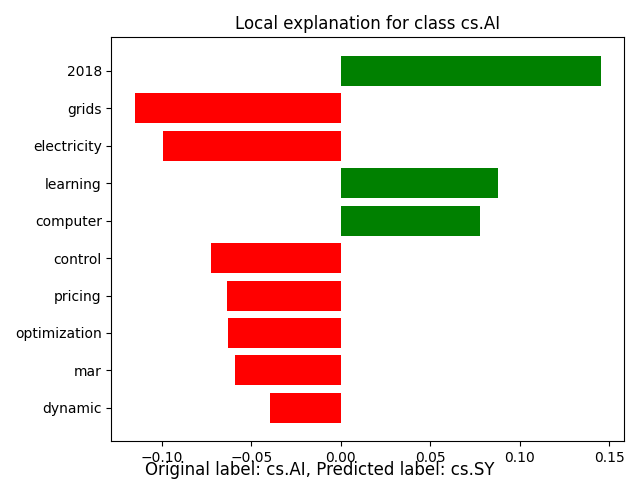 Local explanation for class cs.AI
2018
grids
electricity
learning
computer
control
pricing
optimization
mar
dynamic
−0.10 −0.05 0.00 0.05 0.10 0.15
Original label: cs.AI, Predicted label: cs.SY